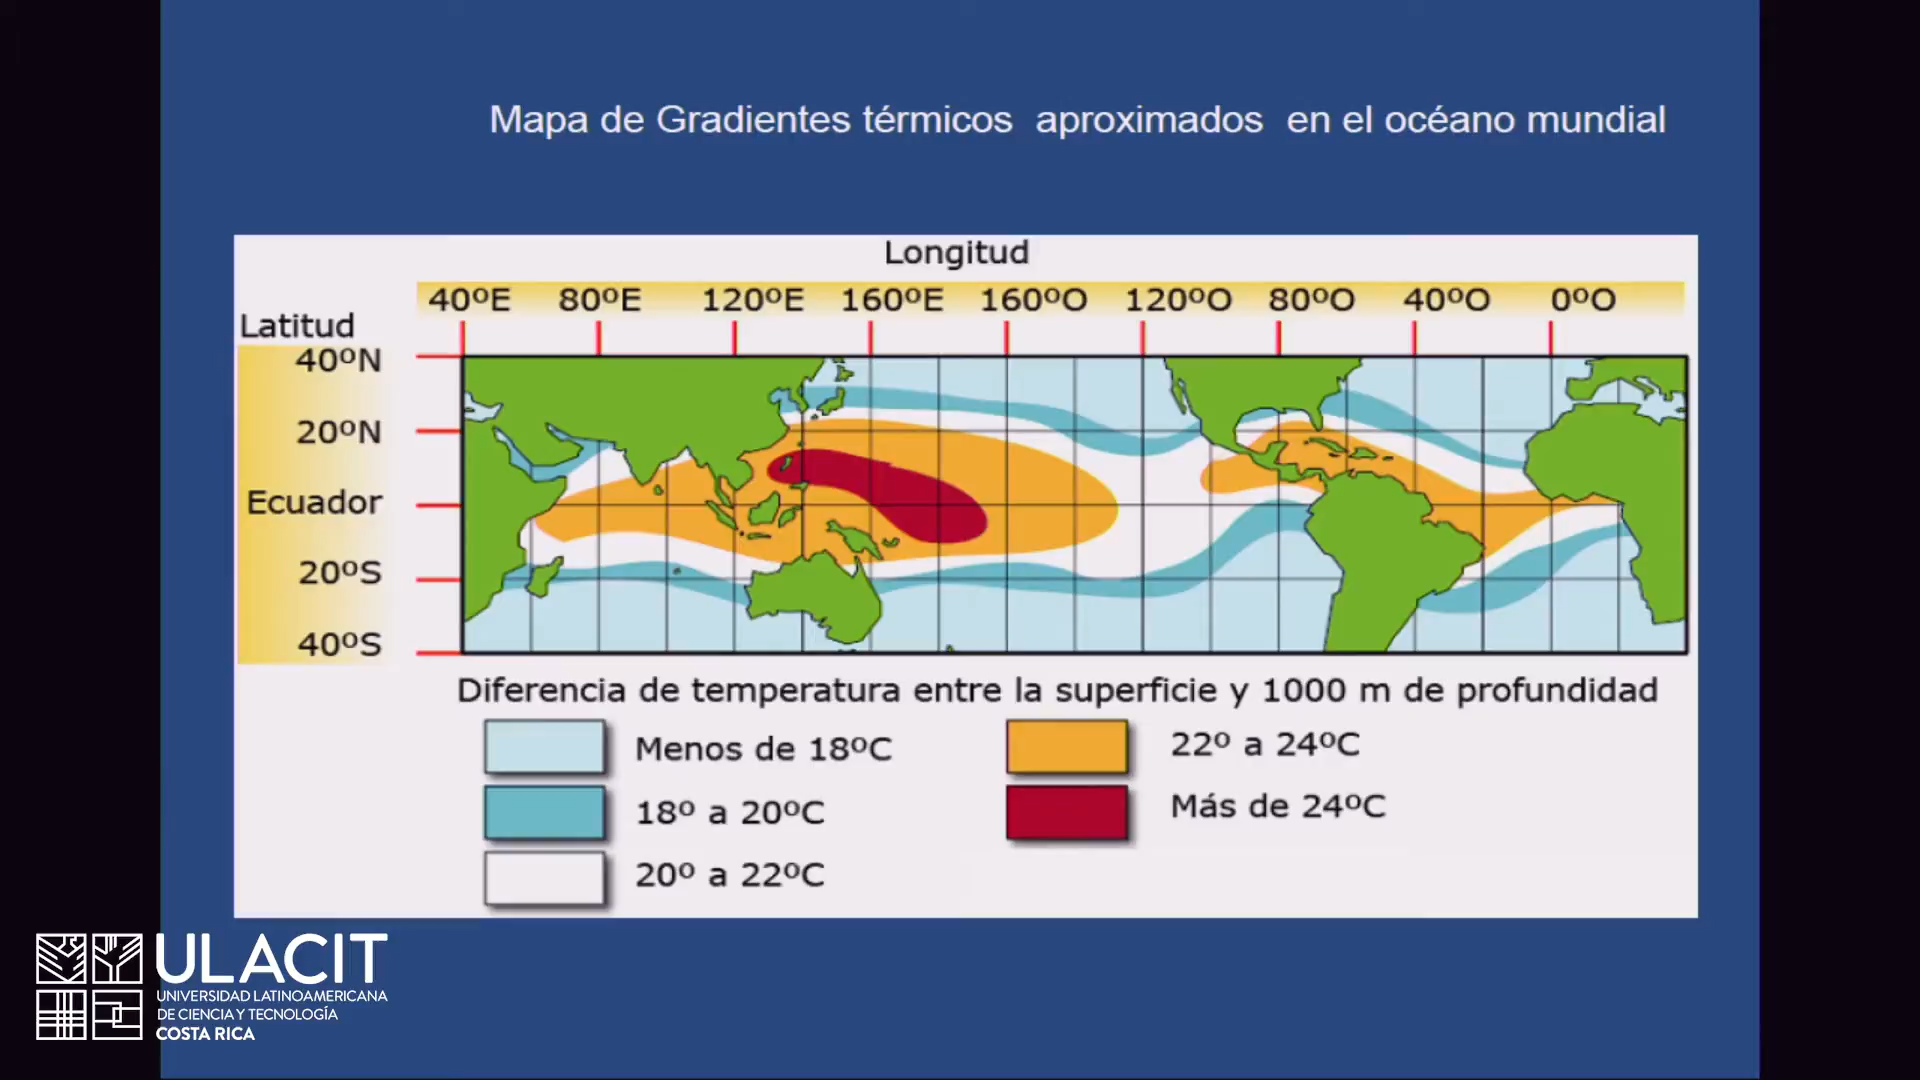 Mapa de Gradientes térmicos aproximados en el océano mundial
Longitud
40ºE 80ºE 120ºE 160ºE 160ºO 120ºO 80ºO 40ºO 0ºO
Latitud
40ºN
20ºN
Ecuador
20ºS
40ºS
Diferencia de temperatura entre la superficie y 1000 m de profundidad
Menos de 18ºC
22º a 24ºC
18º a 20ºC
Más de 24ºC
20º a 22ºC
ULACIT
UNIVERSIDAD LATINOAMERICANA
DE CIENCIA Y TECNOLOGÍA
COSTA RICA